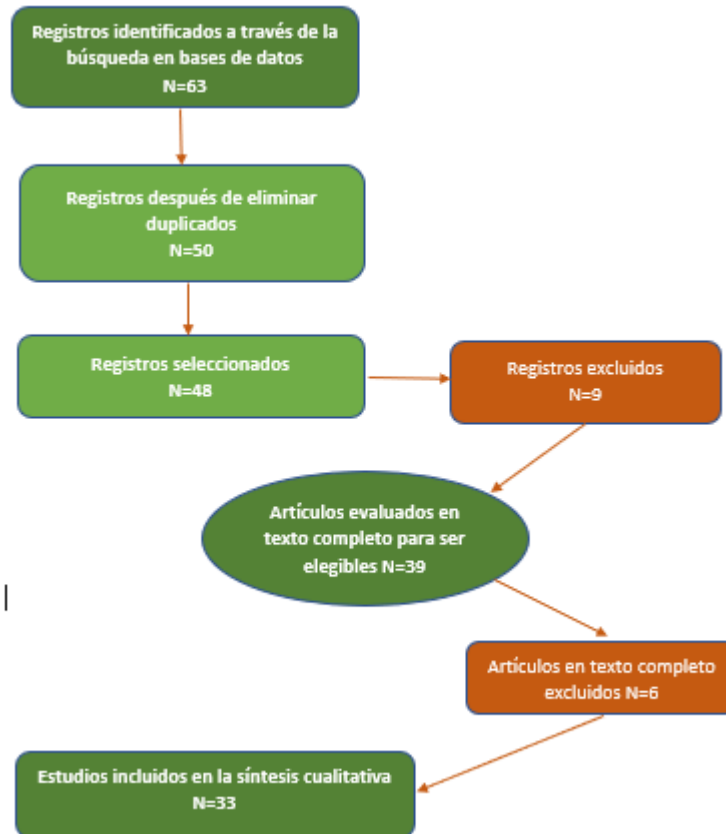 Registros identificados a través de la
búsqueda en bases de datos
N=63
Registros después de eliminar
duplicados
N=50
Registros seleccionados
N=48
Registros excluidos
N=9
Artículos evaluados en
texto completo para ser
elegibles N=39
Artículos en texto completo
excluidos N=6
Estudios incluidos en la síntesis cualitativa
N=33